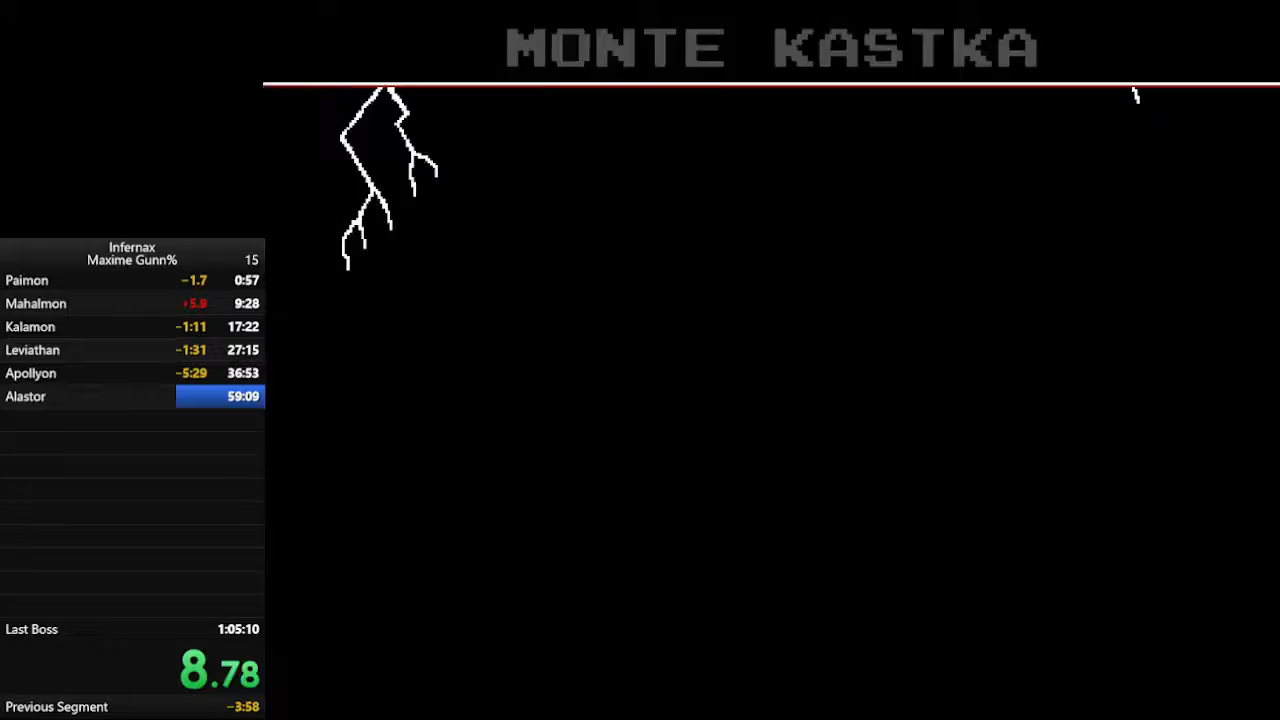 MONTE KASTKA
Infernax
Maxime Gunn% 15
Paimon -1.7 0:57
Mahalmon +5.9 9:28
Kalamon -1:11 17:22
Leviathan -1:31 27:15
Apollyon -5:29 36:53
Alastor 59:09
Last Boss 1:05:10
8.78
Previous Segment -3:58